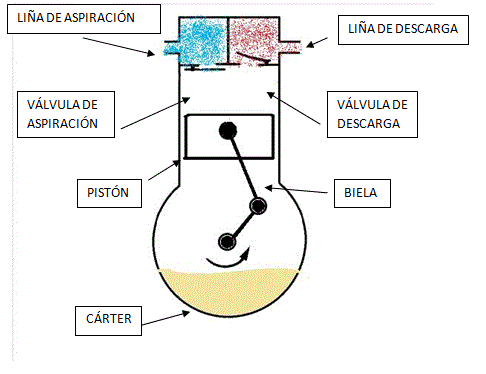 LIÑA DE ASPIRACIÓN
LIÑA DE DESCARGA
VÁLVULA DE
ASPIRACIÓN
VÁLVULA DE
DESCARGA
PISTÓN
BIELA
CÁRTER